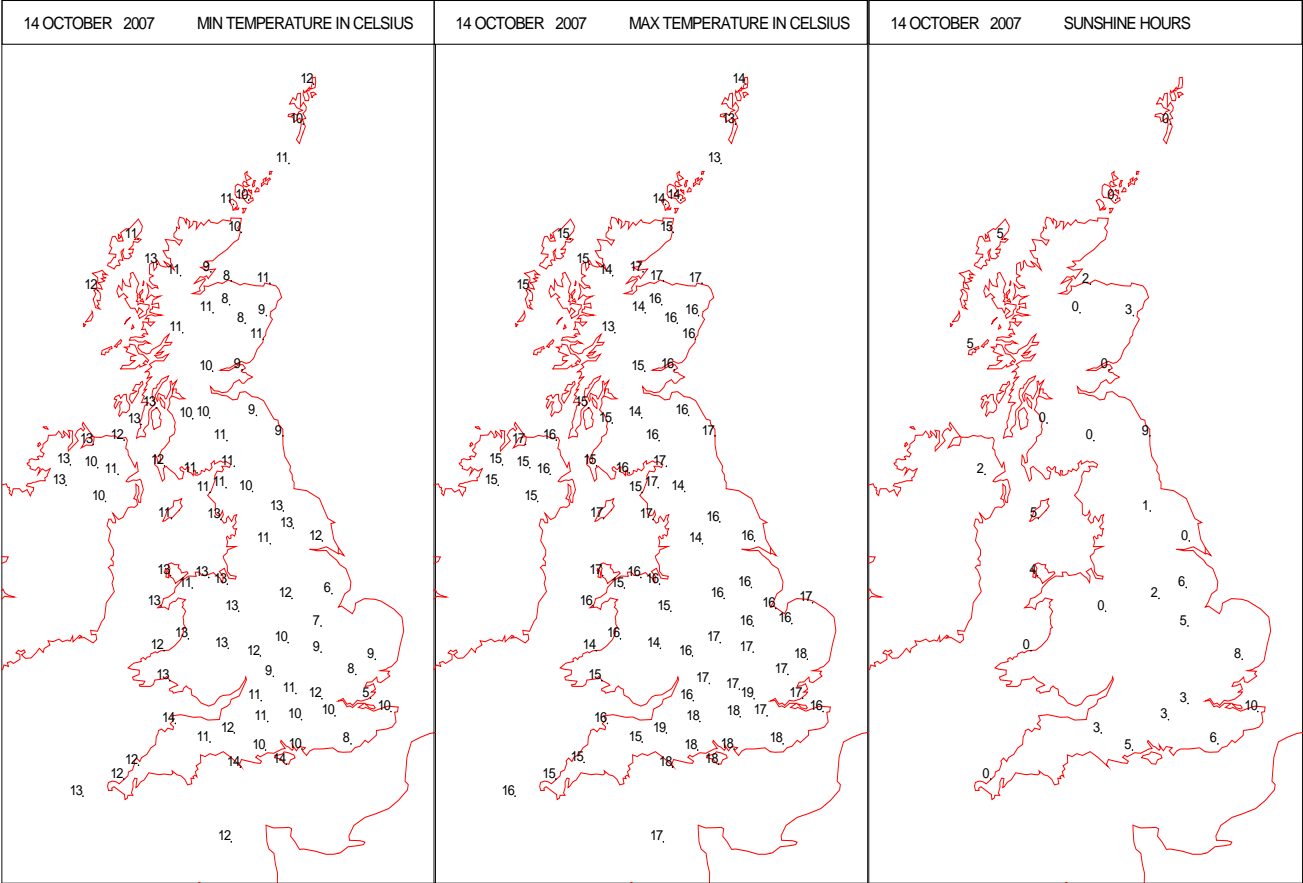 14 OCTOBER 2007 MIN TEMPERATURE IN CELSIUS
12
10
11
11 10
10
11
13 11 9
8 11
12
11 8 9
8
11 11
10 9
13
13 10 10 9
13 12 11 9
13 10 11 12 11 11
13 11 11 10
10
11 13 13
13
11 12
13 13 13
11
12 6
13 13
7
12 13 13 10 9
12 9
13 9 8
11 11 12 5
10
14 11 10 10
12
11 10 10 8
14 14
12
12
13
12
14 OCTOBER 2007 MAX TEMPERATURE IN CELSIUS
14
13
13
14 14
15
15
15 14 17
17 17
15
14 16 16
16
13 16
15 16
15
15 14 16
17 16 16 17
15 15 16 15 16 17
15 15 17 14
15
17 17 16
14 16
17 16 16
15 16
16 15 16 16 17
16 16
14 16 14 17 17
16 18
15 17 17 17
16 19 17
16
16 18 18 17
19
15 18 18 18
15 18 18
15
16
17
14 OCTOBER 2007 SUNSHINE HOURS
0
0
5
2
0 3
5
0
0 0 9
2
5 1
0
4
6
0 2
5
0 8
3
10
3 3
5 6
0